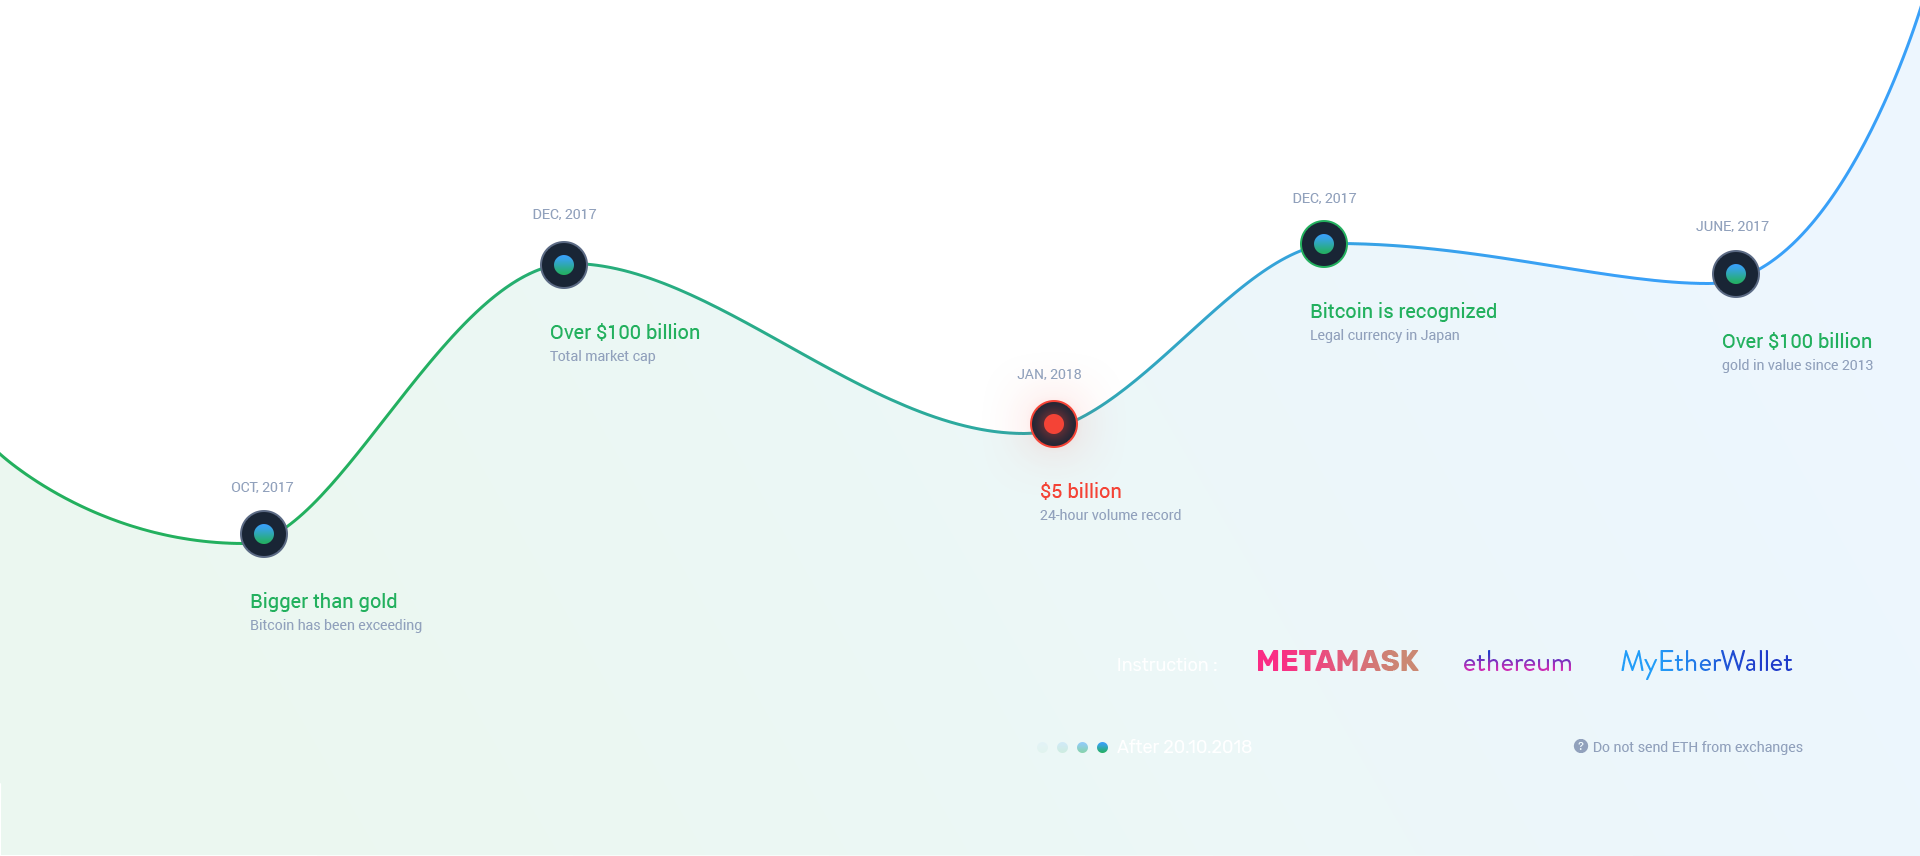 OCT, 2017
Bigger than gold
Bitcoin has been exceeding
DEC, 2017
Over $100 billion
Total market cap
JAN, 2018
$5 billion
24-hour volume record
DEC, 2017
Bitcoin is recognized
Legal currency in Japan
JUNE, 2017
Over $100 billion
gold in value since 2013
Instruction : METAMASK ethereum MyEtherWallet
After 20.10.2018
? Do not send ETH from exchanges